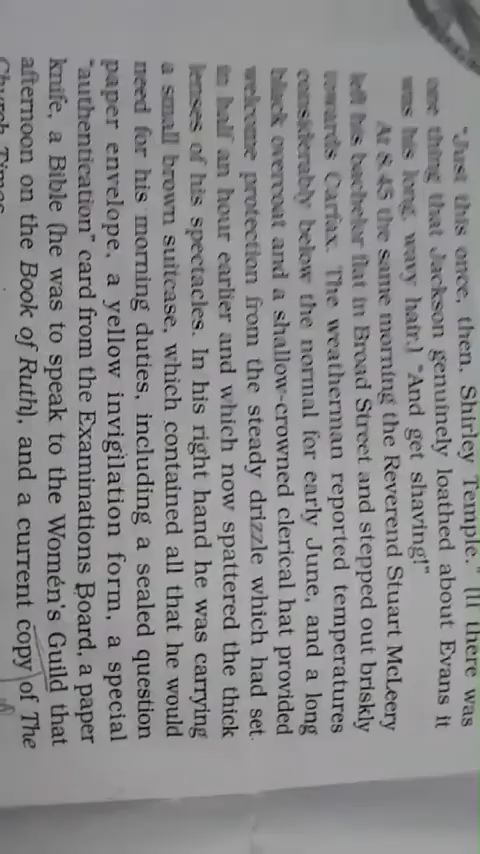 "Just this once, then, Shirley Temple." (If there was
one thing that Jackson genuinely loathed about Evans it
was his long, wavy hair.) "And get shaving!"
At 8.45 the same morning the Reverend Stuart McLeery
left his bachelor flat in Broad Street and stepped out briskly
towards Carfax. The weatherman reported temperatures
considerably below the normal for early June, and a long
black overcoat and a shallow-crowned clerical hat provided
welcome protection from the steady drizzle which had set
in half an hour earlier and which now spattered the thick
lenses of his spectacles. In his right hand he was carrying
a small brown suitcase, which contained all that he would
need for his morning duties, including a sealed question
paper envelope, a yellow invigilation form, a special
"authentication" card from the Examinations Board, a paper
knife, a Bible (he was to speak to the Women's Guild that
afternoon on the Book of Ruth), and a current copy of The
Church Times